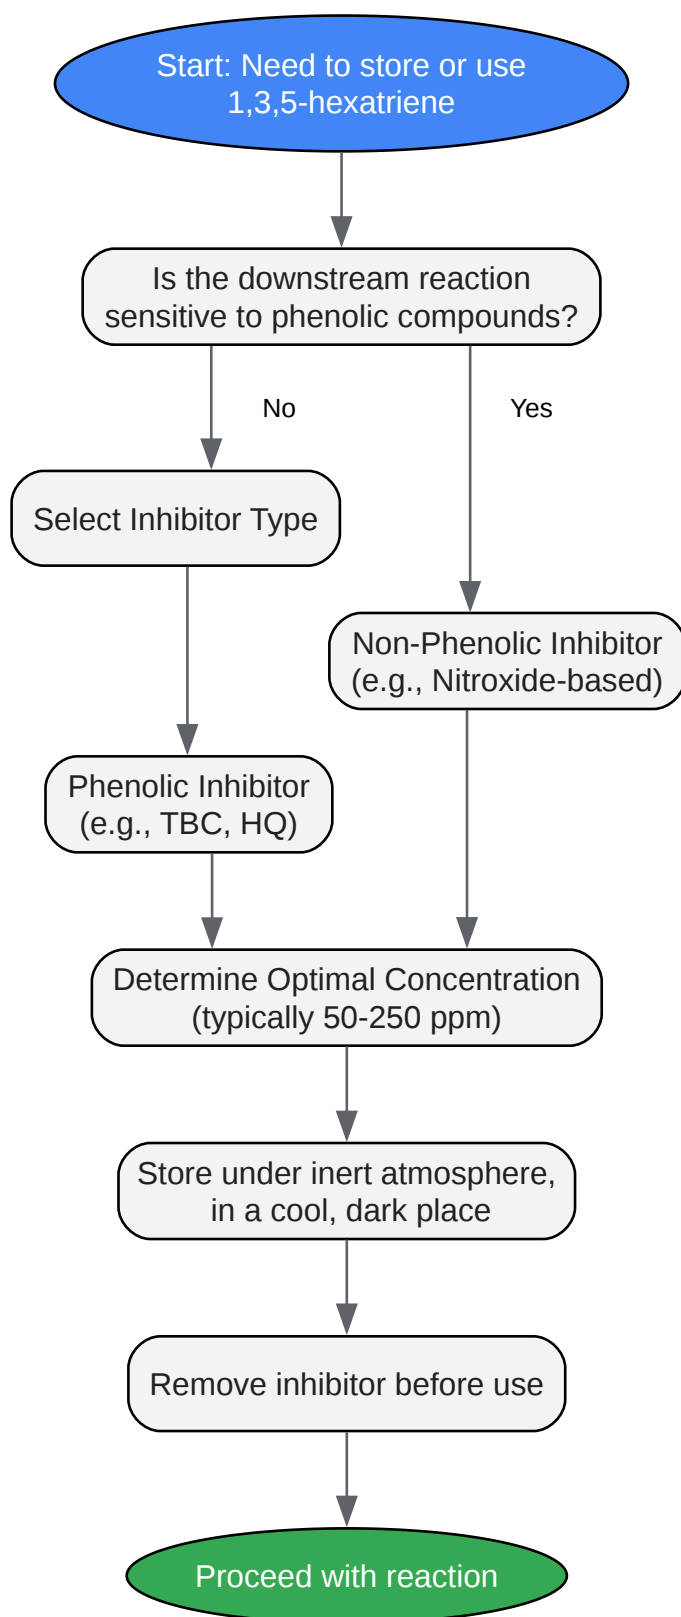 Start: Need to store or use
1,3,5-hexatriene
Is the downstream reaction
sensitive to phenolic compounds?
No
Yes
Select Inhibitor Type
Non-Phenolic Inhibitor
(e.g., Nitroxide-based)
Phenolic Inhibitor
(e.g., TBC, HQ)
Determine Optimal Concentration
(typically 50-250 ppm)
Store under inert atmosphere,
in a cool, dark place
Remove inhibitor before use
Proceed with reaction